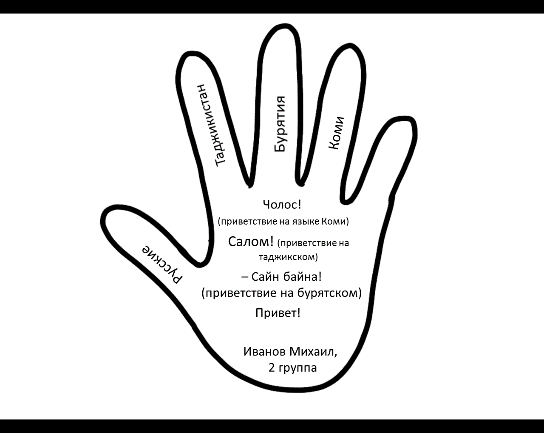 Русские
Таджикистан
Бурятия
Коми
Чолос!
(приветствие на языке Коми)
Салом! (приветствие на
таджикском)
– Сайн байна!
(приветствие на бурятском)
Привет!
Иванов Михаил,
2 группа